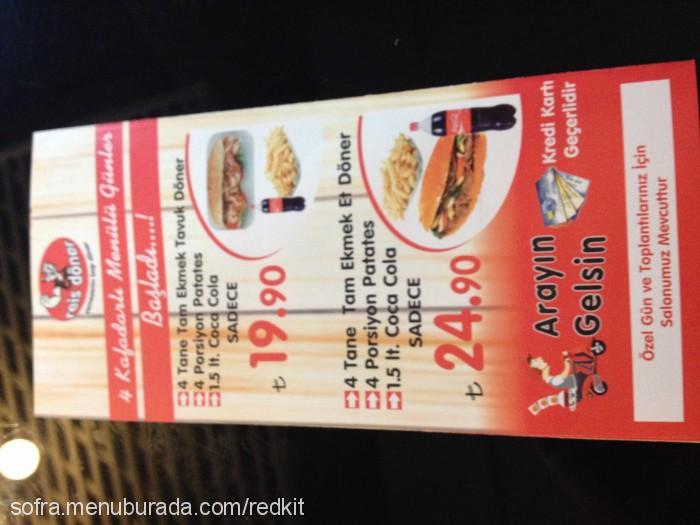 reis döner
4 Kafadarlı Menülü Günler
Başladı....!
4 Tane Tam Ekmek Tavuk Döner
4 Porsiyon Patates
1.5 lt. Coca Cola
SADECE
₺ 19.90
4 Tane Tam Ekmek Et Döner
4 Porsiyon Patates
1.5 lt. Coca Cola
SADECE
₺ 24.90
Arayın
Gelsin
Kredi Kartı
Geçerlidir
Özel Gün ve Toplantılarınız İçin
Salonumuz Mevcuttur
sofra.menuburada.com/redkit